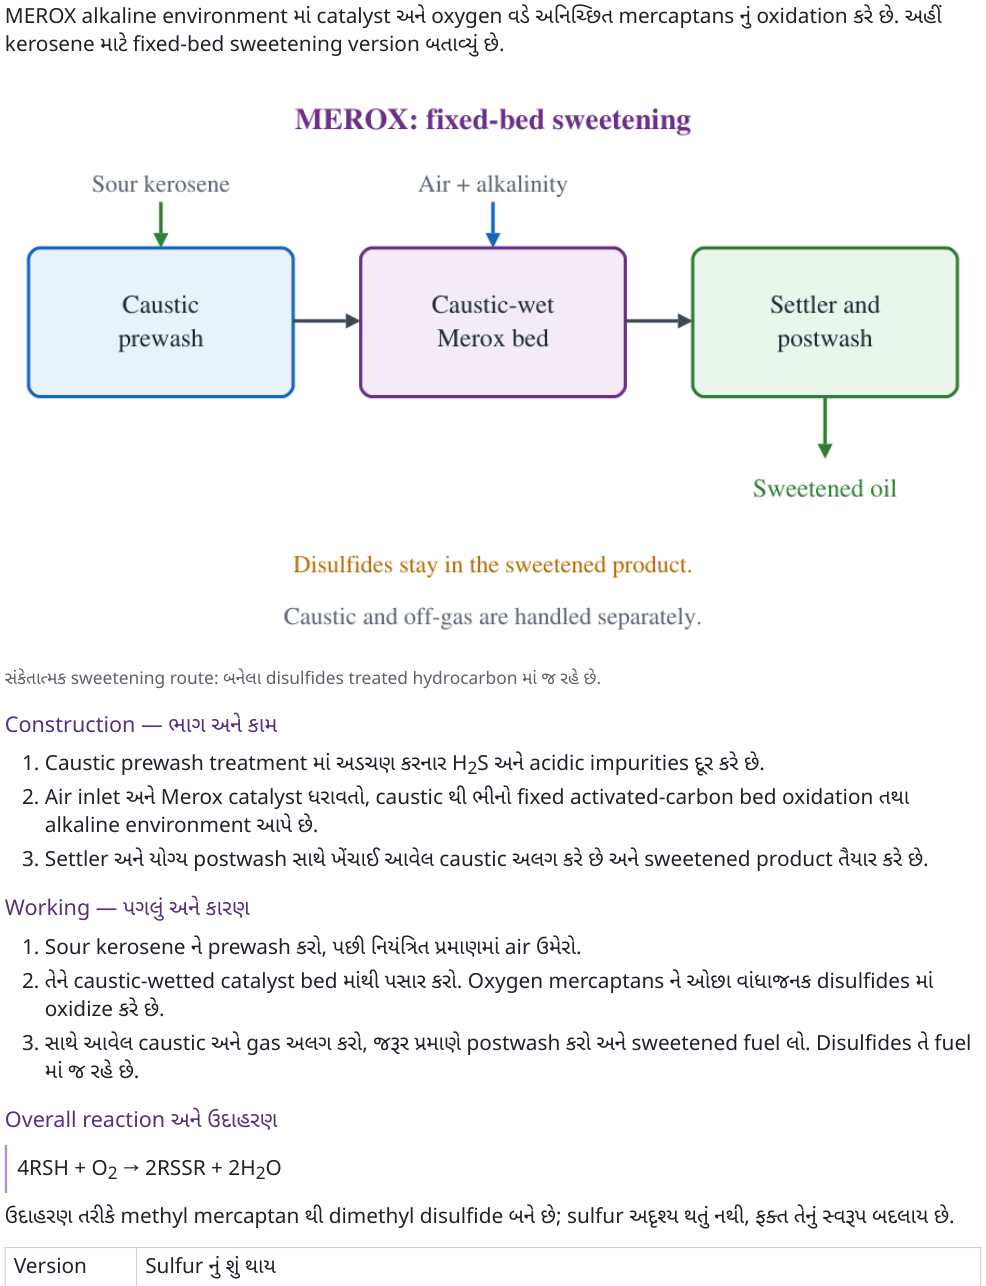 MEROX alkaline environment માં catalyst અને oxygen વડે અનિચ્છિત mercaptans નું oxidation કરે છે. અહીં
kerosene માટે fixed-bed sweetening version બતાવ્યું છે.
MEROX: fixed-bed sweetening
Sour kerosene
Air + alkalinity
Caustic
prewash
Caustic-wet
Merox bed
Settler and
postwash
Sweetened oil
Disulfides stay in the sweetened product.
Caustic and off-gas are handled separately.
સંકેતાત્મક sweetening route: બનેલા disulfides treated hydrocarbon માં જ રહે છે.
Construction — ભાગ અને કામ
1. Caustic prewash treatment માં અડચણ કરનાર H₂S અને acidic impurities દૂર કરે છે.
2. Air inlet અને Merox catalyst ધરાવતો, caustic થી ભીનો fixed activated-carbon bed oxidation તથા
alkaline environment આપે છે.
3. Settler અને યોગ્ય postwash સાથે ખેંચાઈ આવેલ caustic અલગ કરે છે અને sweetened product તૈયાર કરે છે.
Working — પગલું અને કારણ
1. Sour kerosene ને prewash કરો, પછી નિયંત્રિત પ્રમાણમાં air ઉમેરો.
2. તેને caustic-wetted catalyst bed માંથી પસાર કરો. Oxygen mercaptans ને ઓછા વાંધાજનક disulfides માં
oxidize કરે છે.
3. સાથે આવેલ caustic અને gas અલગ કરો, જરૂર પ્રમાણે postwash કરો અને sweetened fuel લો. Disulfides તે fuel
માં જ રહે છે.
Overall reaction અને ઉદાહરણ
4RSH + O₂ → 2RSSR + 2H₂O
ઉદાહરણ તરીકે methyl mercaptan થી dimethyl disulfide બને છે; sulfur અદૃશ્ય થતું નથી, ફક્ત તેનું સ્વરૂપ બદલાય છે.
Version
Sulfur નું શું થાય